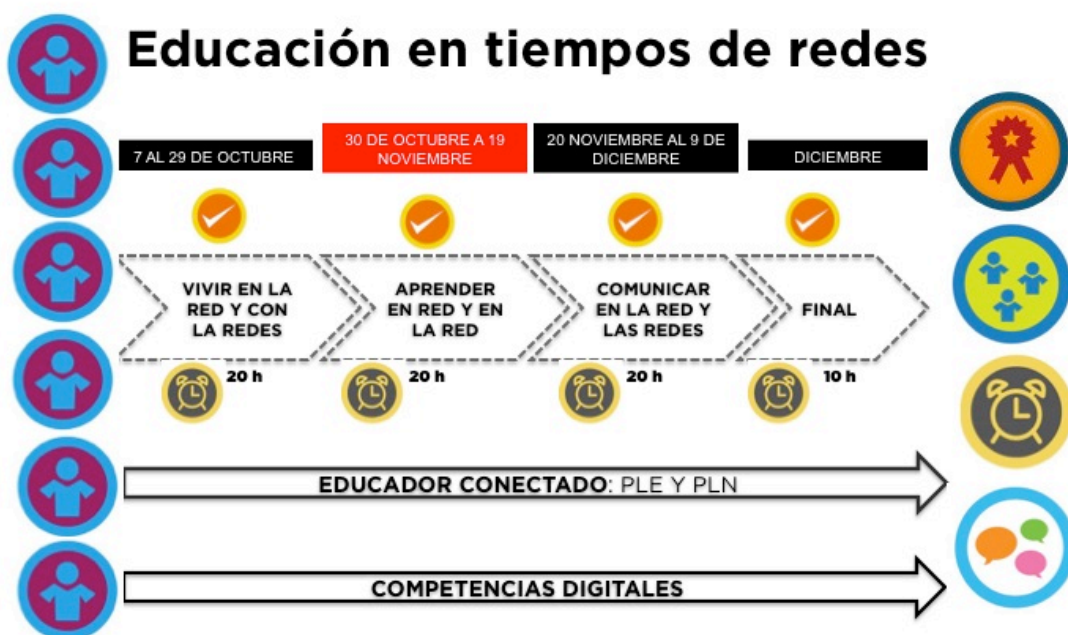 Educación en tiempos de redes
7 AL 29 DE OCTUBRE
30 DE OCTUBRE A 19
NOVIEMBRE
20 NOVIEMBRE AL 9 DE
DICIEMBRE
DICIEMBRE
VIVIR EN LA
RED Y CON
LA REDES
APRENDER
EN RED Y EN
LA RED
COMUNICAR
EN LA RED Y
LAS REDES
FINAL
20 h
20 h
20 h
10 h
EDUCADOR CONECTADO: PLE Y PLN
COMPETENCIAS DIGITALES